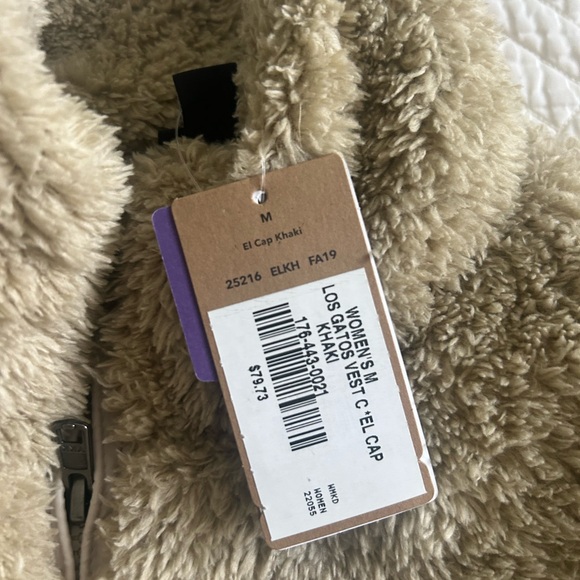 M
El Cap Khaki
25216 ELKH FA19
WOMEN'S M
LOS GATOS VEST C *EL CAP
KHAKI
176-443-0021
$79.73
WMKD
WOMEN
22055